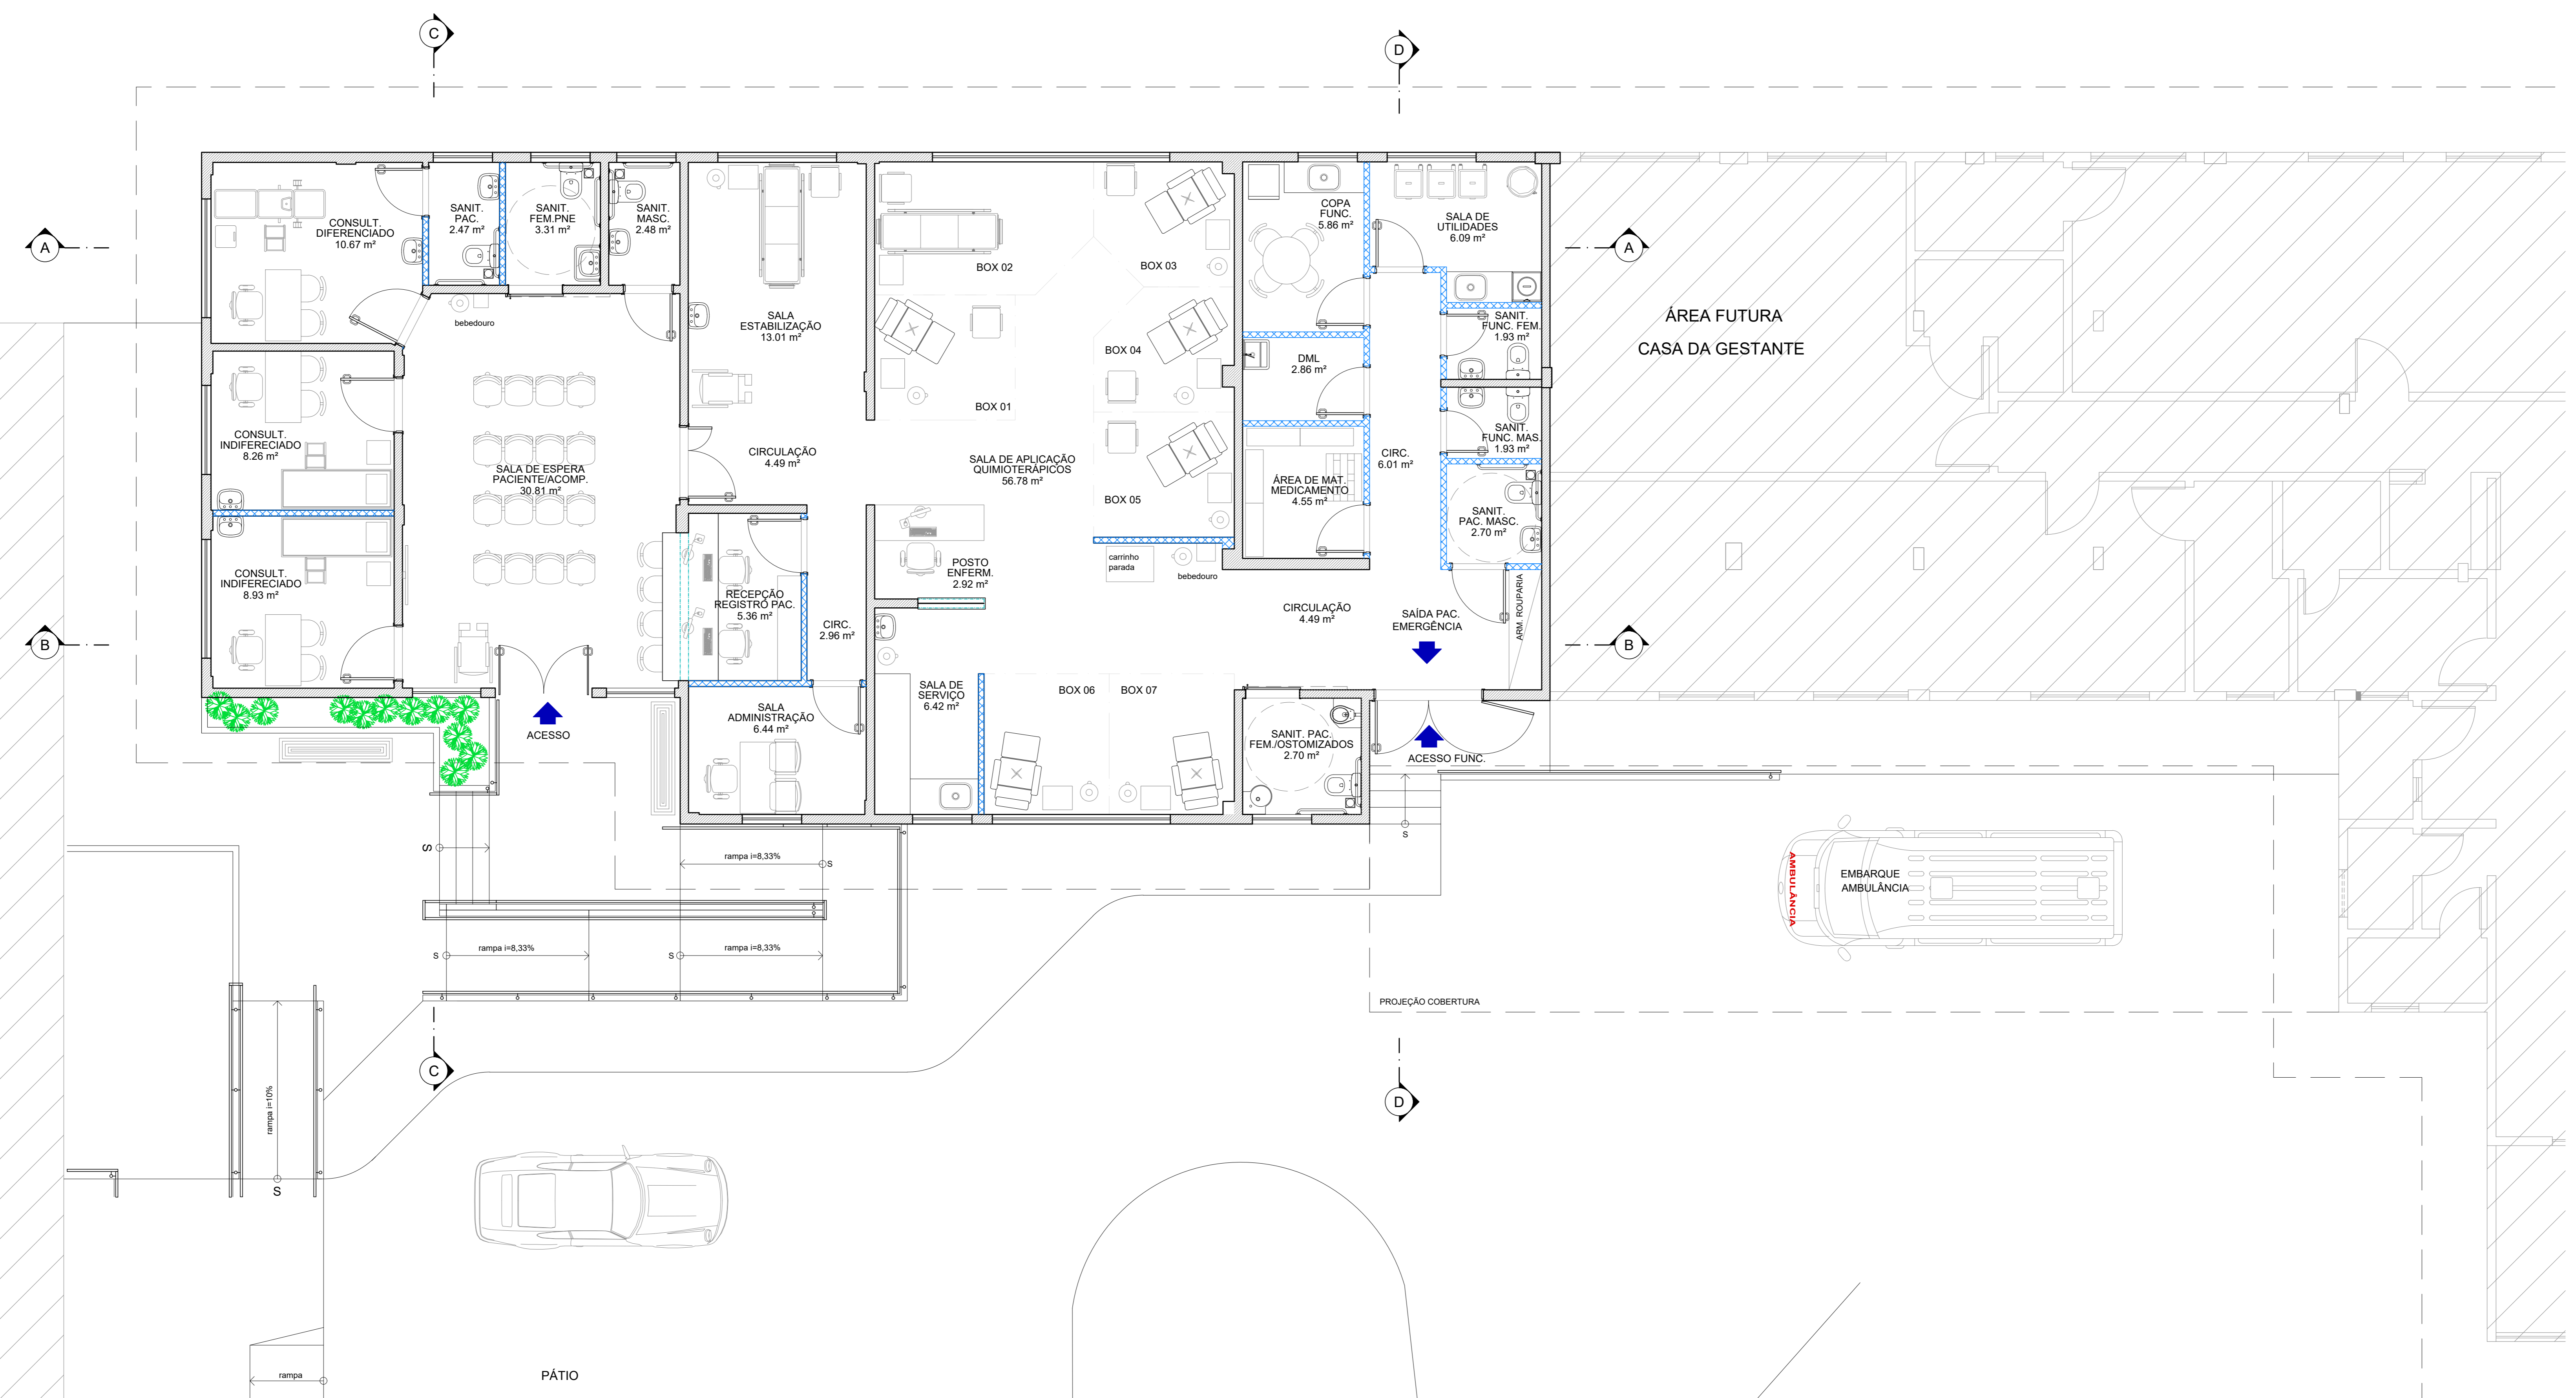 C
D
CONSULT.
DIFERENCIADO
10.67 m²
SANIT.
PAC.
2.47 m²
SANIT.
FEM.PNE
3.31 m²
SANIT.
MASC.
2.48 m²
COPA
FUNC.
5.86 m²
SALA DE
UTILIDADES
6.09 m²
A
A
BOX 02
BOX 03
bebedouro
SALA
ESTABILIZAÇÃO
13.01 m²
SANIT.
FUNC. FEM.
1.93 m²
ÁREA FUTURA
CASA DA GESTANTE
BOX 04
DML
2.86 m²
BOX 01
CONSULT.
INDIFERECIADO
8.26 m²
SALA DE ESPERA
PACIENTE/ACOMP.
30.81 m²
CIRCULAÇÃO
4.49 m²
SALA DE APLICAÇÃO
QUIMIOTERÁPICOS
56.78 m²
CIRC.
6.01 m²
SANIT.
FUNC. MAS.
1.93 m²
BOX 05
ÁREA DE MAT.
MEDICAMENTO
4.55 m²
SANIT.
PAC. MASC.
2.70 m²
CONSULT.
INDIFERECIADO
8.93 m²
RECEPÇÃO
REGISTRO PAC.
5.36 m²
CIRC.
2.96 m²
POSTO
ENFERM.
2.92 m²
carrinho
parada
bebedouro
CIRCULAÇÃO
4.49 m²
SAÍDA PAC.
EMERGÊNCIA
ARM. ROUPARIA
B
B
SALA DE
SERVIÇO
6.42 m²
BOX 06
BOX 07
ACESSO
SALA
ADMINISTRAÇÃO
6.44 m²
SANIT. PAC.
FEM./OSTOMIZADOS
2.70 m²
ACESSO FUNC.
S
S
rampa i=8,33%
S
EMBARQUE
AMBULÂNCIA
AMBULÂNCIA
S
rampa i=8,33%
S
rampa i=8,33%
PROJEÇÃO COBERTURA
C
D
rampa i=10%
S
rampa
PÁTIO